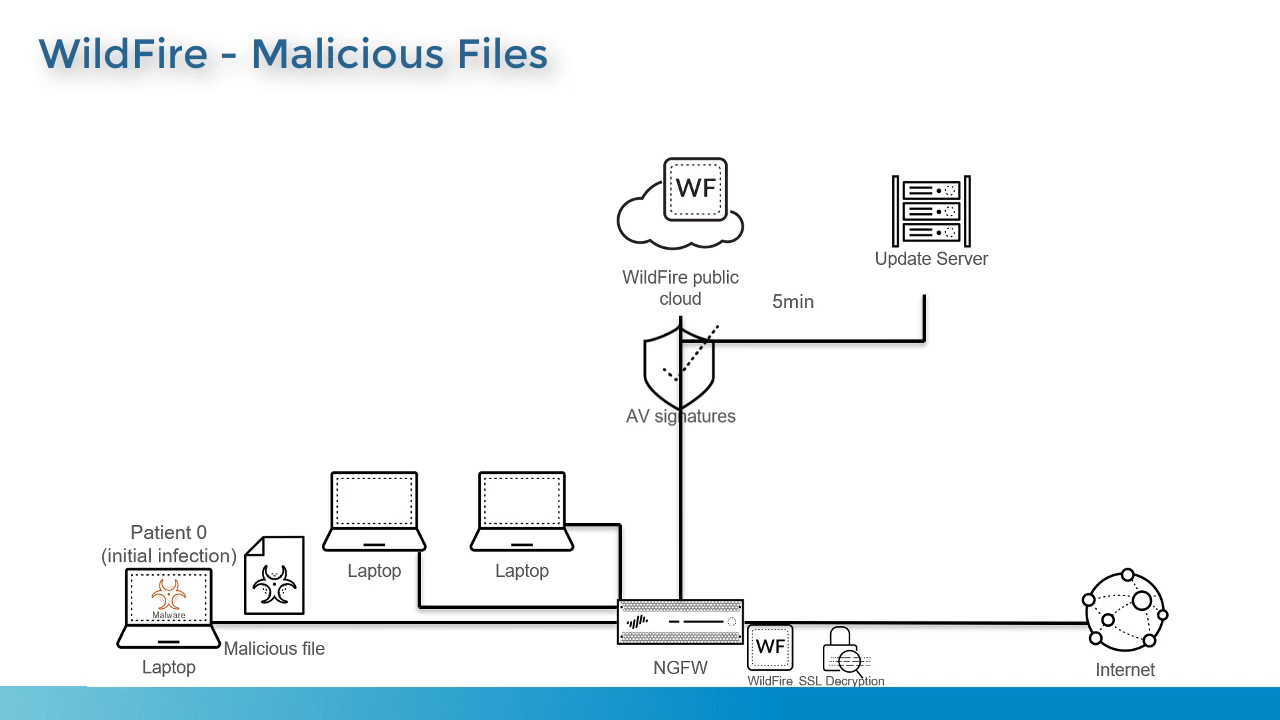 WildFire - Malicious Files
WF
WildFire public
cloud
Update Server
5min
AV signatures
Patient 0
(initial infection)
Malware
Laptop
Malicious file
Laptop
Laptop
NGFW
WF
WildFire
SSL Decryption
Internet